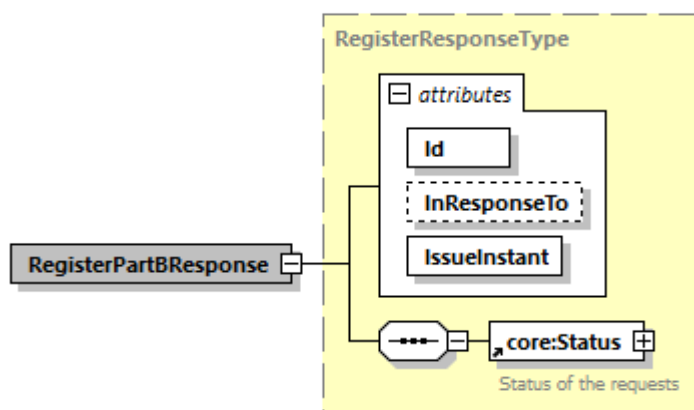 RegisterResponseType
attributes
Id
InResponseTo
IssueInstant
RegisterPartBResponse
core:Status
Status of the requests